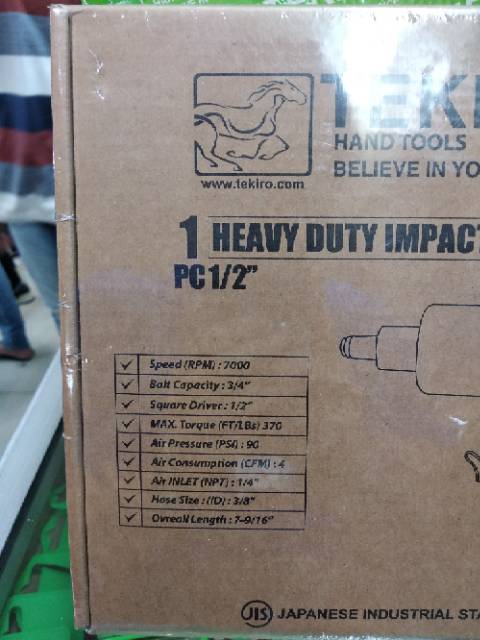 TEKI
HAND TOOLS
BELIEVE IN YO
www.tekiro.com
1 HEAVY DUTY IMPACT
PC 1/2"
Speed (RPM) : 7000
Bolt Capacity : 3/4"
Square Driver : 1/2"
MAX. Torque (FT/LBs) 370
Air Pressure (PSI) : 90
Air Consumption (CFM) : 4
Air INLET (NPT) : 1/4"
Hose Size : (ID) : 3/8"
Ovreall Length : 7-9/16"
JIS JAPANESE INDUSTRIAL STA